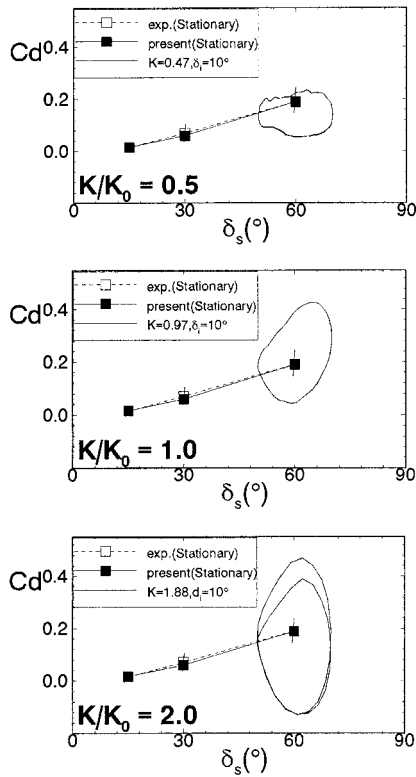 Cd
0.4
0.2
0.0
exp.(Stationary)
present(Stationary)
K=0.47,δᵢ=10°
K/K₀ = 0.5
0 30 60 90
δₛ(°)
Cd
0.4
0.2
0.0
exp.(Stationary)
present(Stationary)
K=0.97,δᵢ=10°
K/K₀ = 1.0
0 30 60 90
δₛ(°)
Cd
0.4
0.2
0.0
exp.(Stationary)
present(Stationary)
K=1.88,dᵢ=10°
K/K₀ = 2.0
0 30 60 90
δₛ(°)